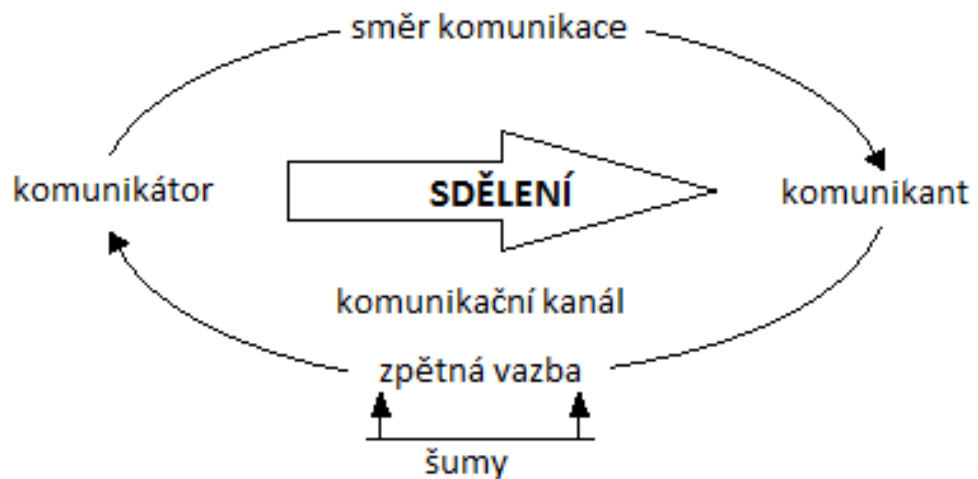 směr komunikace
komunikátor
SDĚLENÍ
komunikant
komunikační kanál
zpětná vazba
šumy